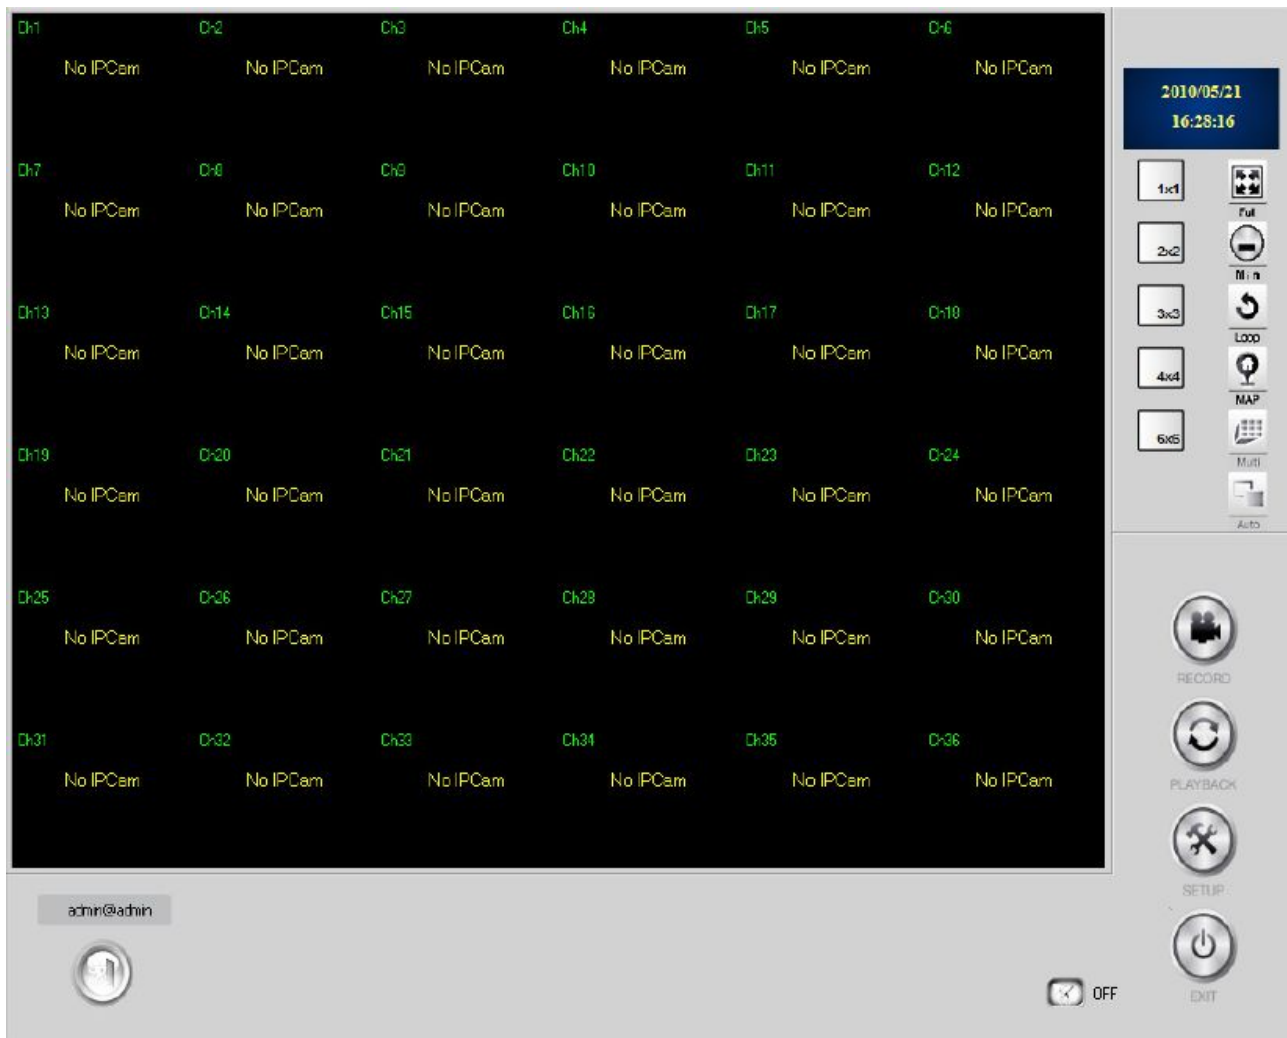 Ch1 Ch2 Ch3 Ch4 Ch5 Ch6
No IPCam No IPCam No IPCam No IPCam No IPCam No IPCam
Ch7 Ch8 Ch9 Ch10 Ch11 Ch12
No IPCam No IPCam No IPCam No IPCam No IPCam No IPCam
Ch13 Ch14 Ch15 Ch16 Ch17 Ch18
No IPCam No IPCam No IPCam No IPCam No IPCam No IPCam
Ch19 Ch20 Ch21 Ch22 Ch23 Ch24
No IPCam No IPCam No IPCam No IPCam No IPCam No IPCam
Ch25 Ch26 Ch27 Ch28 Ch29 Ch30
No IPCam No IPCam No IPCam No IPCam No IPCam No IPCam
Ch31 Ch32 Ch33 Ch34 Ch35 Ch36
No IPCam No IPCam No IPCam No IPCam No IPCam No IPCam
2010/05/21
16:28:16
1x1
Full
2x2
Min
3x3
Loop
4x4
MAP
6x6
Multi
Auto
RECORD
PLAYBACK
SETUP
EXIT
admin@admin
OFF